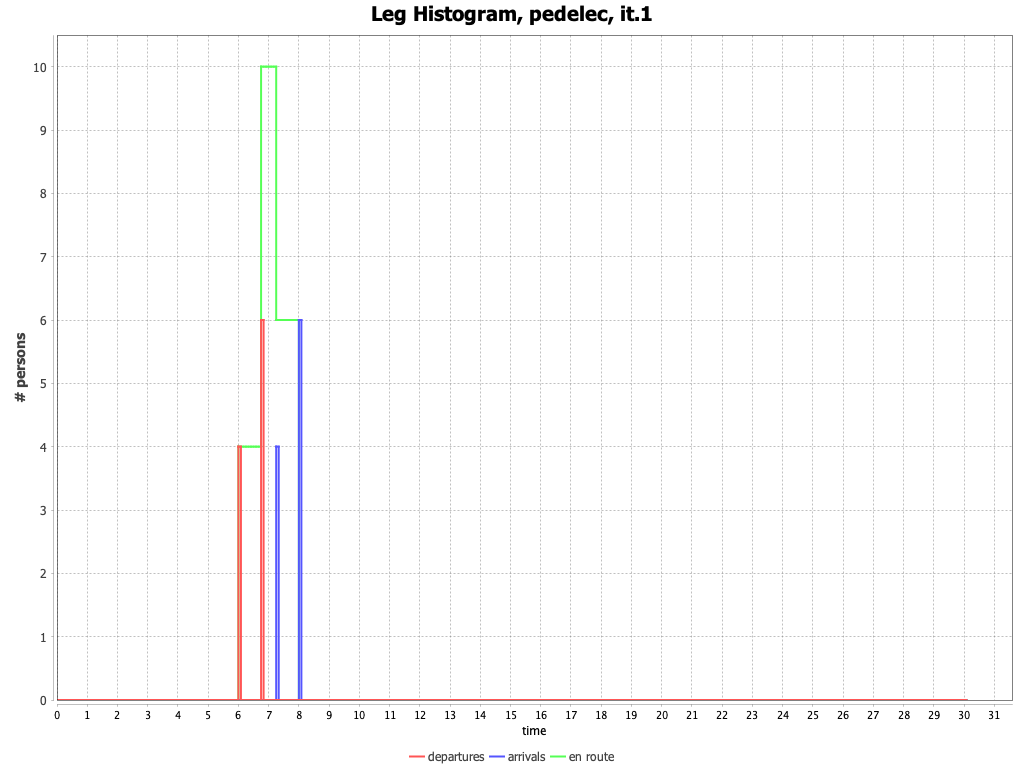 Leg Histogram, pedelec, it.1
10
9
8
7
6
5
4
3
2
1
0
# persons
0 1 2 3 4 5 6 7 8 9 10 11 12 13 14 15 16 17 18 19 20 21 22 23 24 25 26 27 28 29 30 31
time
departures arrivals en route